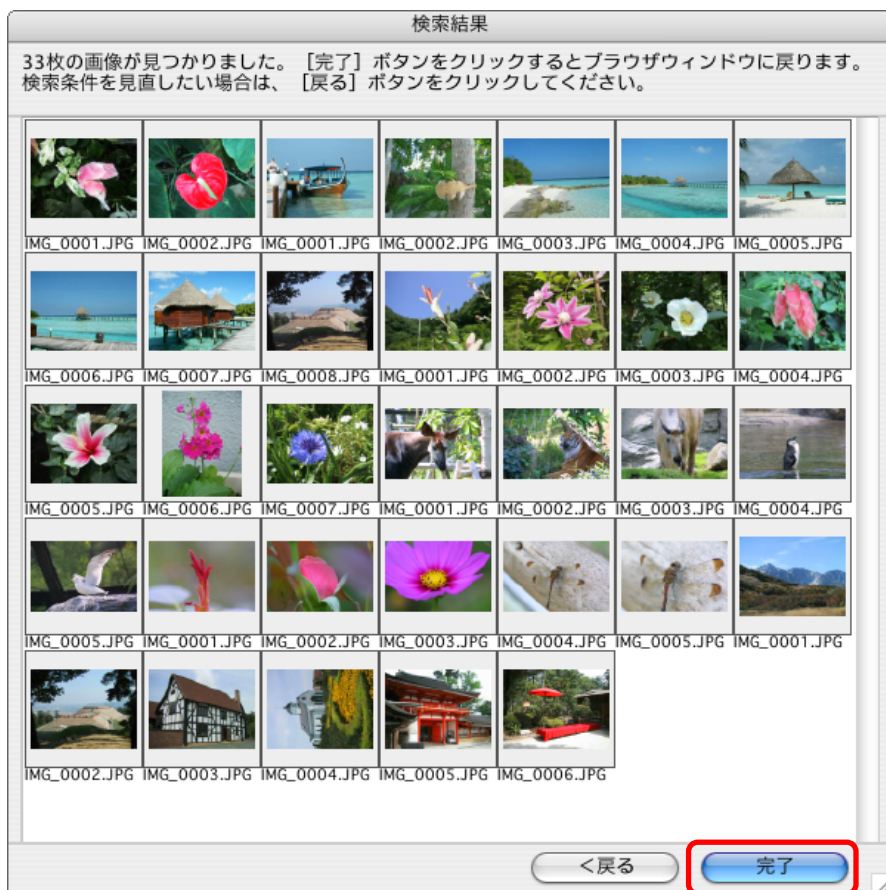 検索結果
33枚の画像が見つかりました。［完了］ボタンをクリックするとブラウザウィンドウに戻ります。
検索条件を見直したい場合は、［戻る］ボタンをクリックしてください。
IMG_0001.JPG IMG_0002.JPG IMG_0001.JPG IMG_0002.JPG IMG_0003.JPG IMG_0004.JPG IMG_0005.JPG
IMG_0006.JPG IMG_0007.JPG IMG_0008.JPG IMG_0001.JPG IMG_0002.JPG IMG_0003.JPG IMG_0004.JPG
IMG_0005.JPG IMG_0006.JPG IMG_0007.JPG IMG_0001.JPG IMG_0002.JPG IMG_0003.JPG IMG_0004.JPG
IMG_0005.JPG IMG_0001.JPG IMG_0002.JPG IMG_0003.JPG IMG_0004.JPG IMG_0005.JPG IMG_0001.JPG
IMG_0002.JPG IMG_0003.JPG IMG_0004.JPG IMG_0005.JPG IMG_0006.JPG
<戻る 完了